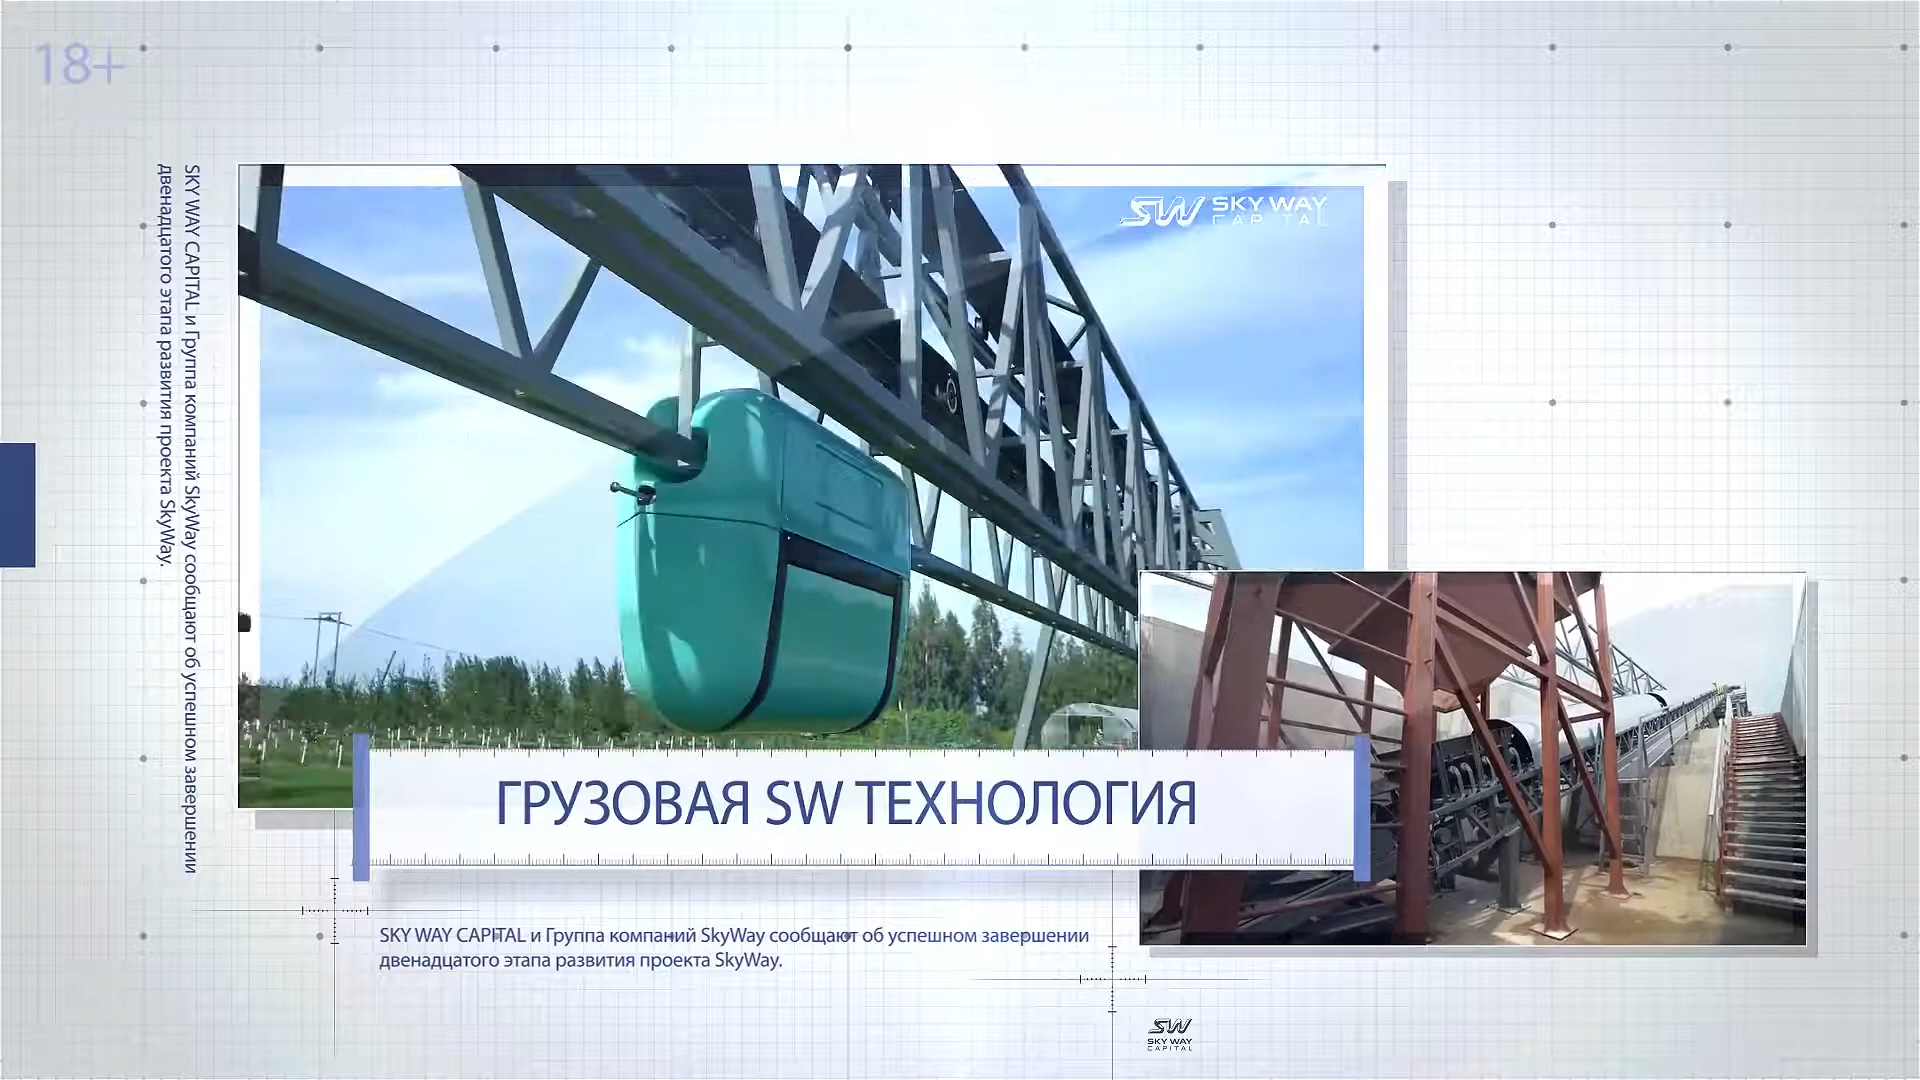 18+
SKY WAY CAPITAL и Группа компаний SkyWay сообщают об успешном завершении
двенадцатого этапа развития проекта SkyWay.
SW SKY WAY
CAPITAL
ГРУЗОВАЯ SW ТЕХНОЛОГИЯ
SKY WAY CAPITAL и Группа компаний SkyWay сообщают об успешном завершении
двенадцатого этапа развития проекта SkyWay.
SW
SKY WAY
CAPITAL